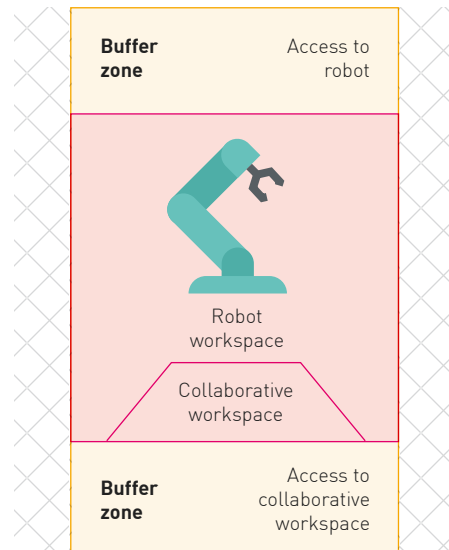 Buffer
zone
Access to
robot
Robot
workspace
Collaborative
workspace
Buffer
zone
Access to
collaborative
workspace